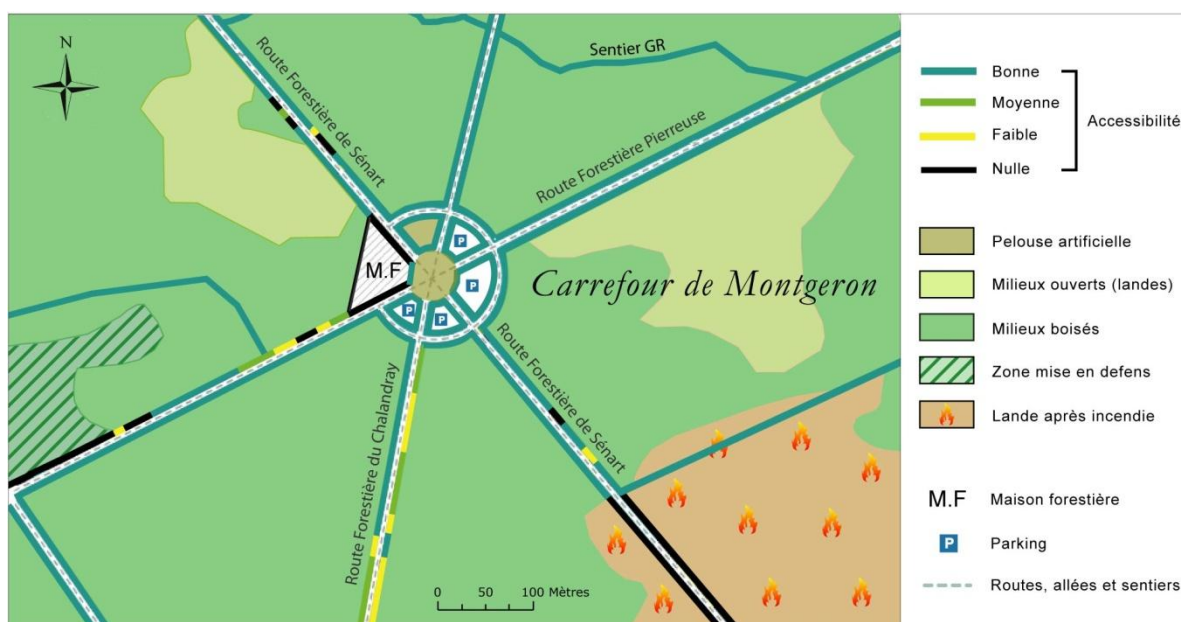 N
Route Forestière de Sénart
Sentier GR
Route Forestière Pierreuse
M.F
P
P
P
P
Carrefour de Montgeron
Route Forestière du Chalandray
Route Forestière de Sénart
0 50 100 Mètres
Bonne
Moyenne
Faible
Nulle
Accessibilité
Pelouse artificielle
Milieux ouverts (landes)
Milieux boisés
Zone mise en defens
Lande après incendie
M.F Maison forestière
P Parking
Routes, allées et sentiers